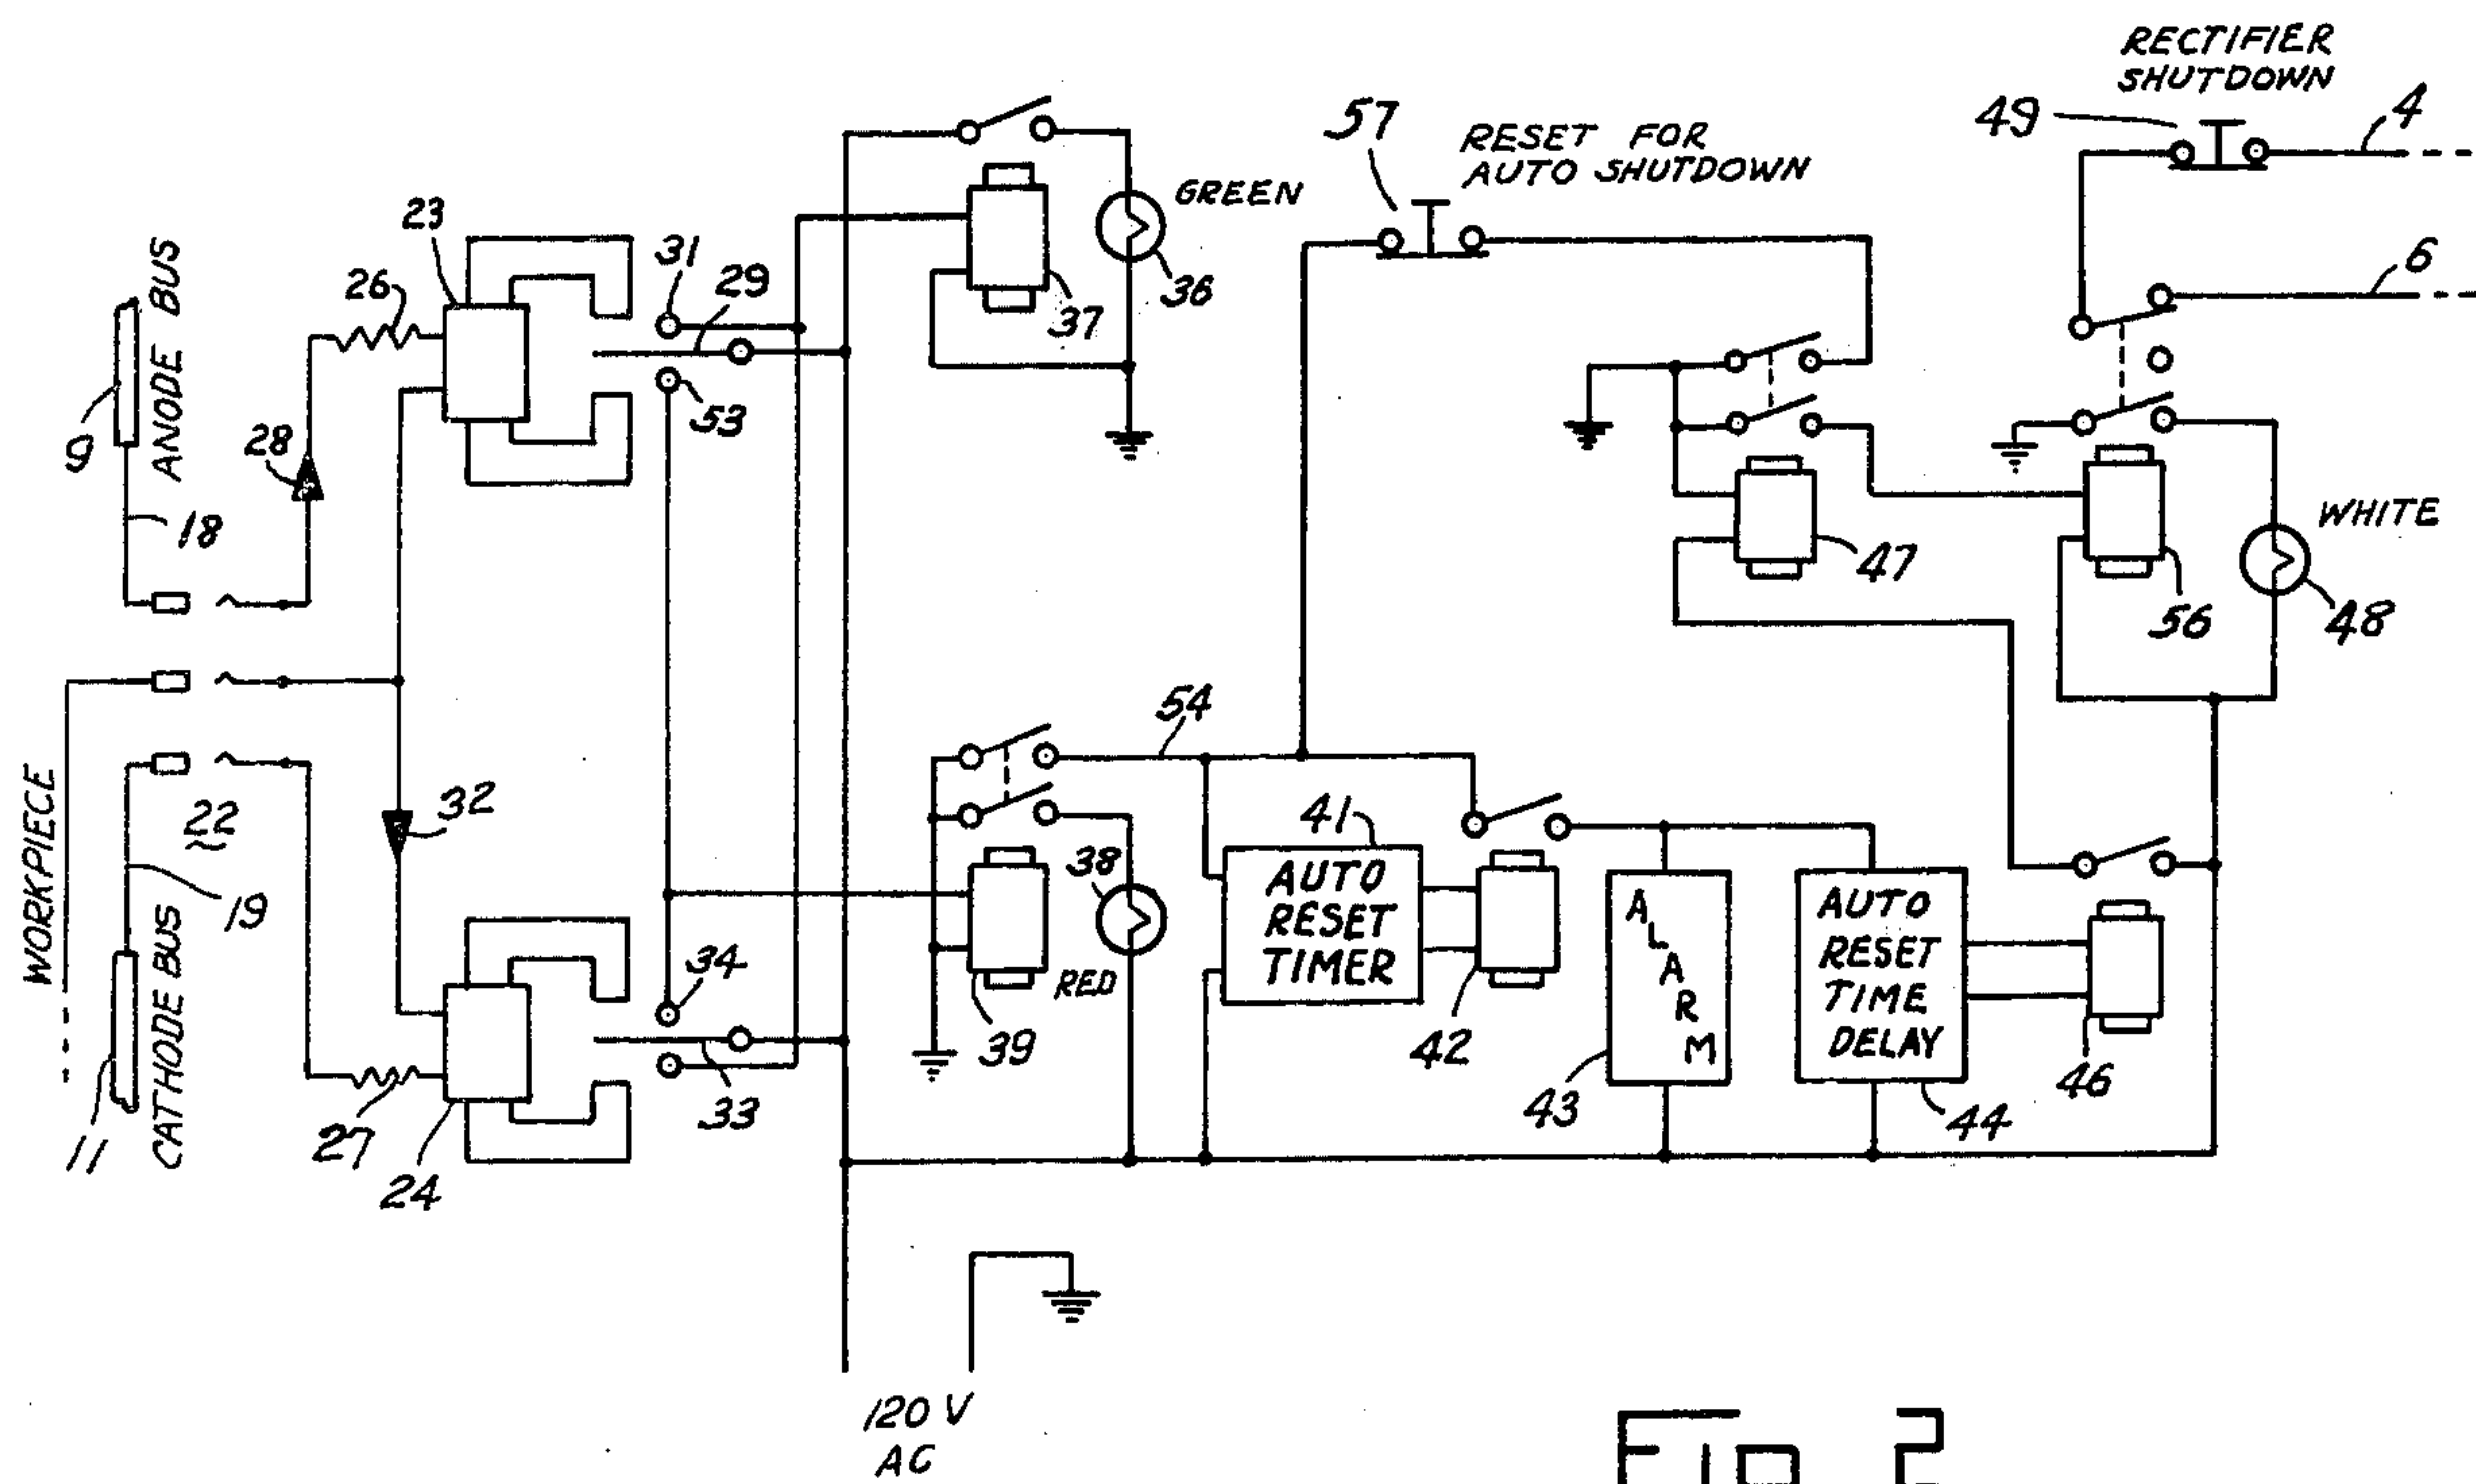 RECTIFIER
SHUTDOWN
49
4
57
RESET FOR
AUTO SHUTDOWN
GREEN
36
37
6
23
26
31
29
53
ANODE BUS
9
28
18
WHITE
47
56
48
54
WORKPIECE
22
32
19
CATHODE BUS
11
27
24
34
33
38
RED
39
41
AUTO
RESET
TIMER
42
ALARM
43
AUTO
RESET
TIME
DELAY
44
46
120 V
AC